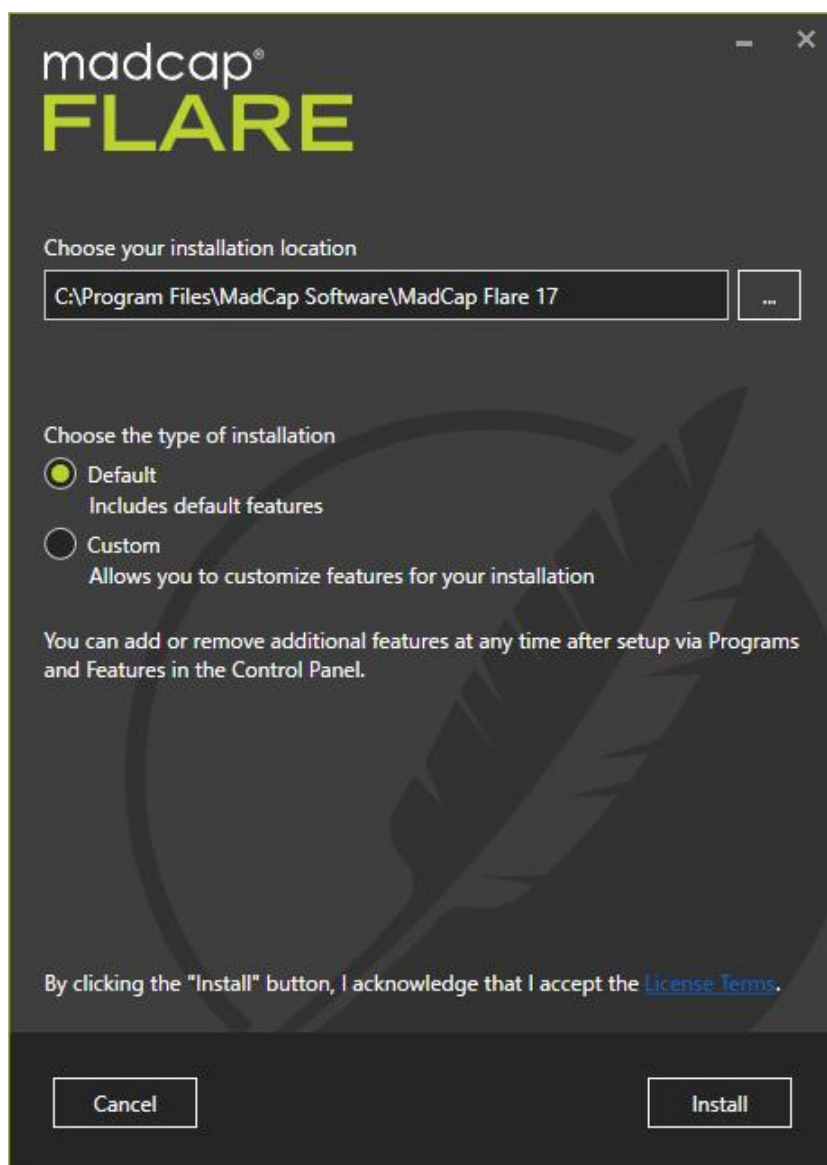 madcap®
FLARE
Choose your installation location
C:\Program Files\MadCap Software\MadCap Flare 17
...
Choose the type of installation
Default
Includes default features
Custom
Allows you to customize features for your installation
You can add or remove additional features at any time after setup via Programs
and Features in the Control Panel.
By clicking the "Install" button, I acknowledge that I accept the License Terms.
Cancel
Install